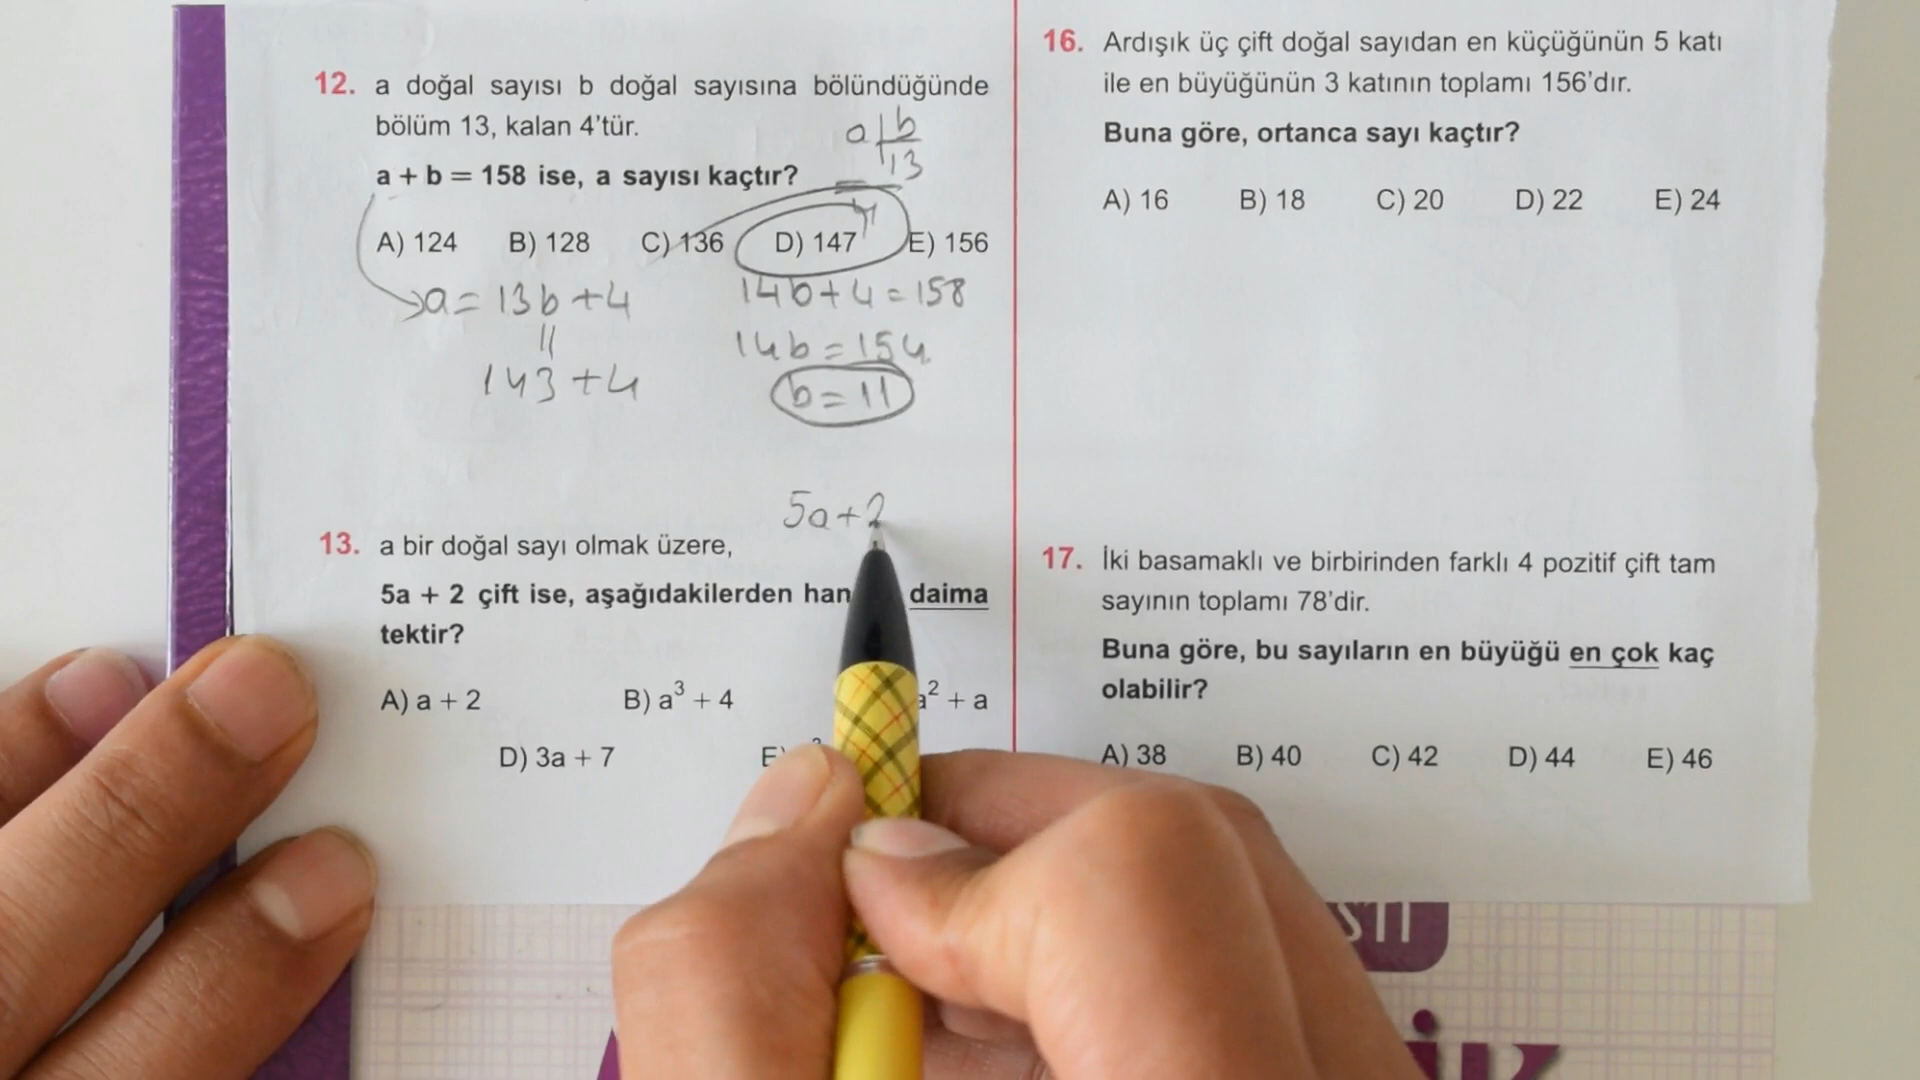 12. a doğal sayısı b doğal sayısına bölündüğünde
bölüm 13, kalan 4'tür.
a + b = 158 ise, a sayısı kaçtır?
a b
13
4
A) 124 B) 128 C) 136 D) 147 E) 156
a = 13b + 4
143 + 4
14b + 4 = 158
14b = 154
b = 11
5a + 2
13. a bir doğal sayı olmak üzere,
5a + 2 çift ise, aşağıdakilerden daima
tektir?
A) a + 2 B) a³ + 4 a² + a
D) 3a + 7 E)
16. Ardışık üç çift doğal sayıdan en küçüğünün 5 katı
ile en büyüğünün 3 katının toplamı 156'dır.
Buna göre, ortanca sayı kaçtır?
A) 16 B) 18 C) 20 D) 22 E) 24
17. İki basamaklı ve birbirinden farklı 4 pozitif çift tam
sayının toplamı 78'dir.
Buna göre, bu sayıların en büyüğü en çok kaç
olabilir?
A) 38 B) 40 C) 42 D) 44 E) 46